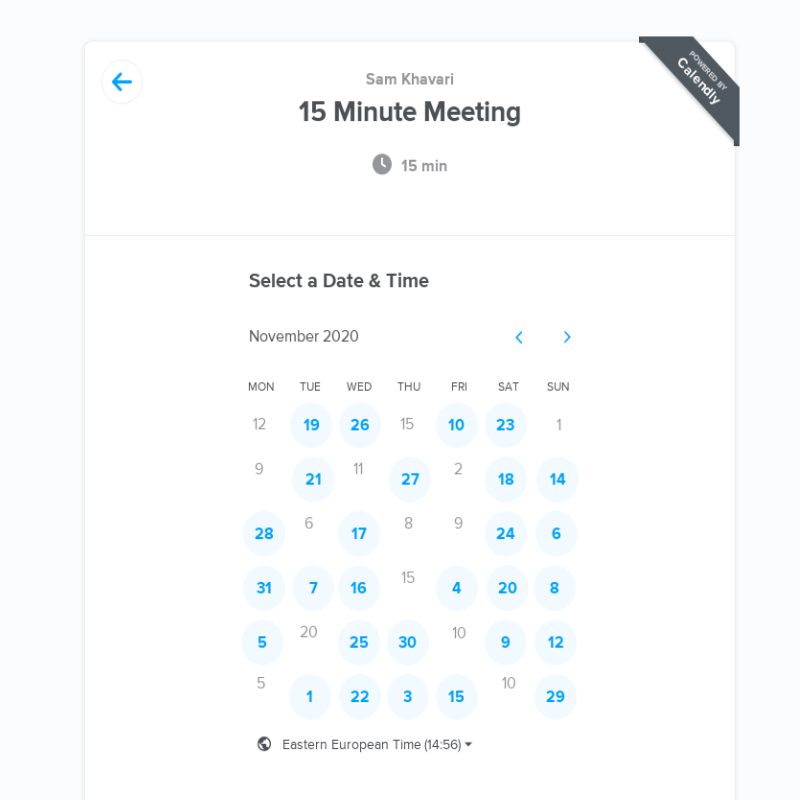 POWERED BY
Calendly
Sam Khavari
15 Minute Meeting
15 min
Select a Date & Time
November 2020
MON TUE WED THU FRI SAT SUN
12 19 26 15 10 23 1
9 21 11 27 2 18 14
28 6 17 8 9 24 6
31 7 16 15 4 20 8
5 20 25 30 10 9 12
5 1 22 3 15 10 29
Eastern European Time (14:56)